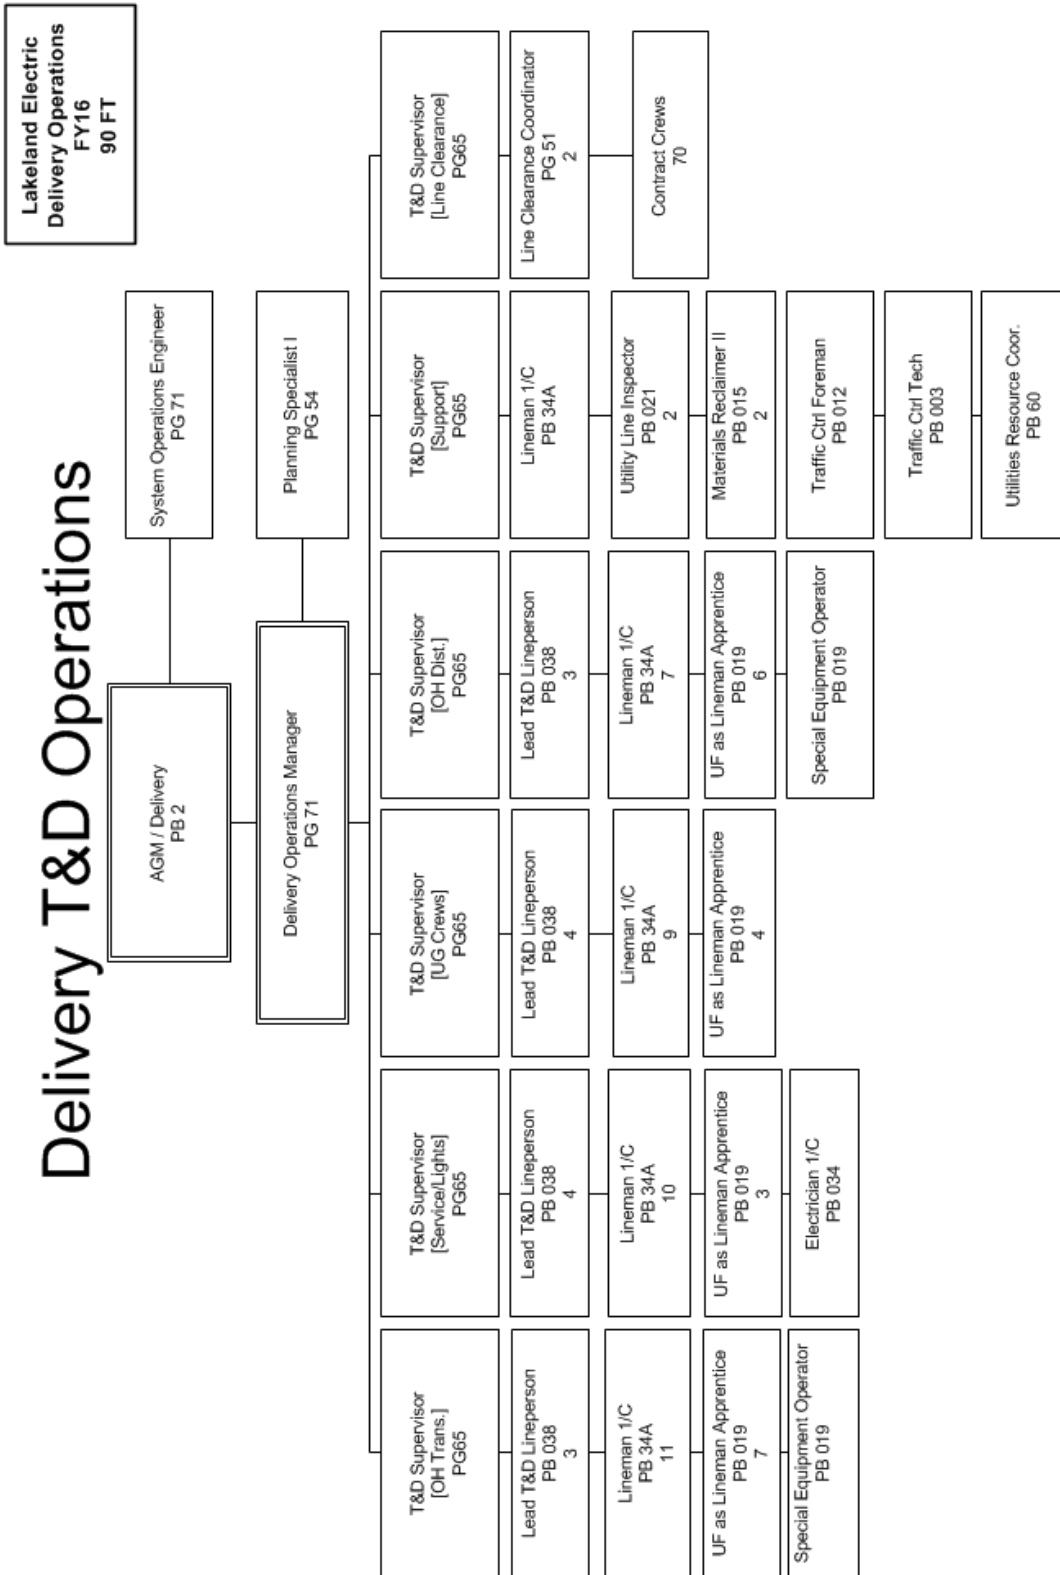 Delivery T&D Operations
Lakeland Electric
Delivery Operations
FY16
90 FT
AGM / Delivery
PB 2
System Operations Engineer
PG 71
Delivery Operations Manager
PG 71
Planning Specialist I
PG 54
T&D Supervisor
[OH Trans.]
PG65
Lead T&D Lineperson
PB 038
3
Lineman 1/C
PB 34A
11
UF as Lineman Apprentice
PB 019
7
Special Equipment Operator
PB 019
T&D Supervisor
[Service/Lights]
PG65
Lead T&D Lineperson
PB 038
4
Lineman 1/C
PB 34A
10
UF as Lineman Apprentice
PB 019
3
Electrician 1/C
PB 034
T&D Supervisor
[UG Crews]
PG65
Lead T&D Lineperson
PB 038
4
Lineman 1/C
PB 34A
9
UF as Lineman Apprentice
PB 019
4
T&D Supervisor
[OH Dist.]
PG65
Lead T&D Lineperson
PB 038
3
Lineman 1/C
PB 34A
7
UF as Lineman Apprentice
PB 019
6
Special Equipment Operator
PB 019
T&D Supervisor
[Support]
PG65
Lineman 1/C
PB 34A
Utility Line Inspector
PB 021
2
Materials Reclaimer II
PB 015
2
Traffic Ctrl Foreman
PB 012
Traffic Ctrl Tech
PB 003
Utilities Resource Coor.
PB 60
T&D Supervisor
[Line Clearance]
PG65
Line Clearance Coordinator
PG 51
2
Contract Crews
70